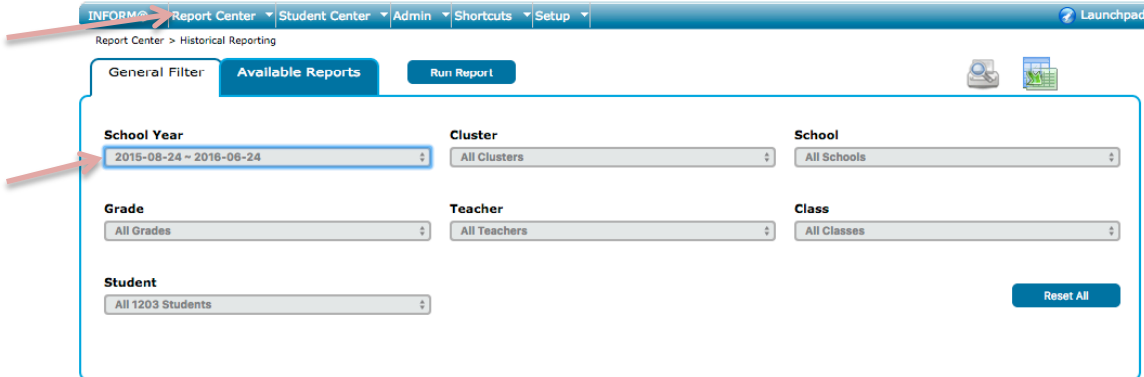 INFORM® Report Center Student Center Admin Shortcuts Setup Launchpad
Report Center > Historical Reporting
General Filter Available Reports Run Report
School Year Cluster School
2015-08-24 ~ 2016-06-24 All Clusters All Schools
Grade Teacher Class
All Grades All Teachers All Classes
Student
All 1203 Students Reset All